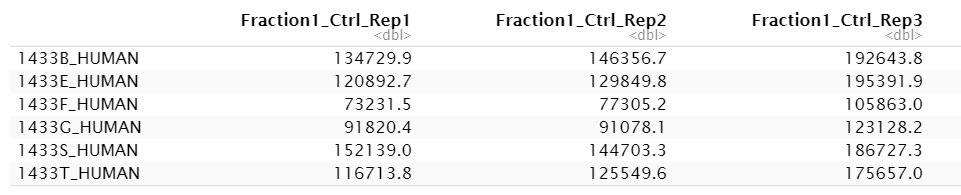 Fraction1_Ctrl_Rep1 Fraction1_Ctrl_Rep2 Fraction1_Ctrl_Rep3
<dbl> <dbl> <dbl>
1433B_HUMAN 134729.9 146356.7 192643.8
1433E_HUMAN 120892.7 129849.8 195391.9
1433F_HUMAN 73231.5 77305.2 105863.0
1433G_HUMAN 91820.4 91078.1 123128.2
1433S_HUMAN 152139.0 144703.3 186727.3
1433T_HUMAN 116713.8 125549.6 175657.0